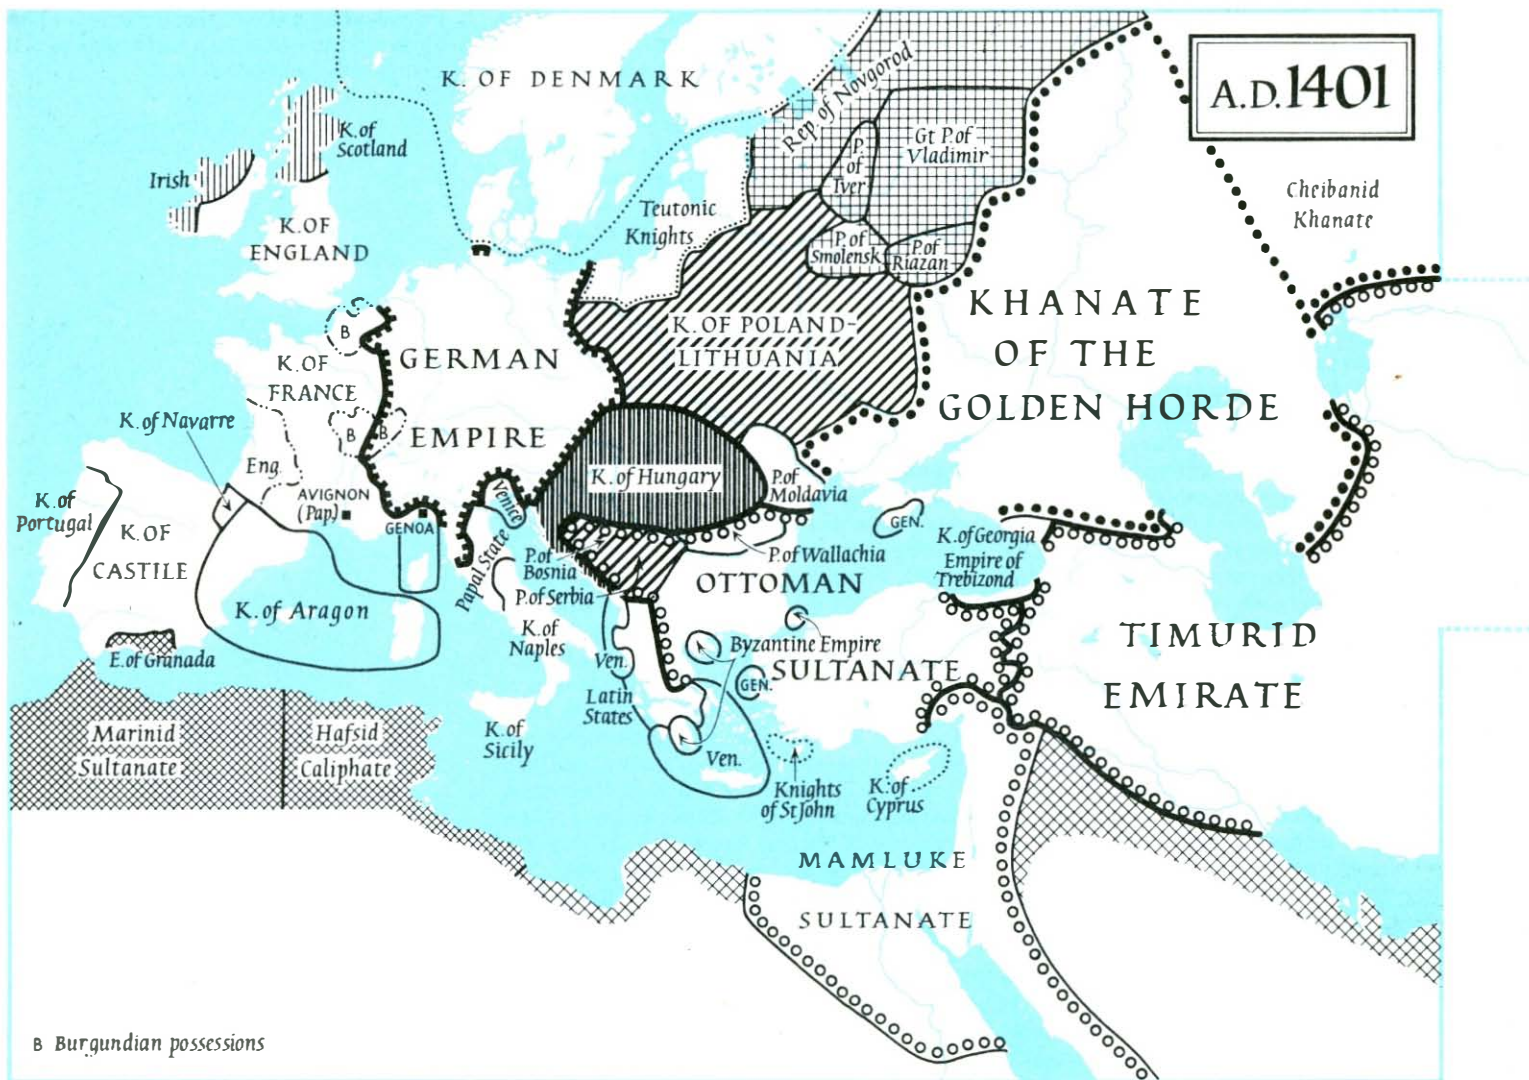 A.D.1401
K. OF DENMARK
Rep. of Novgorod
K. of
Scotland
Irish
Gt P. of
Vladimir
P.
of
Tver
Cheibanid
Khanate
Teutonic
Knights
K. OF
ENGLAND
P. of
Smolensk
P. of
Riazan
KHANATE
OF THE
GOLDEN HORDE
B
K. OF POLAND-
LITHUANIA
GERMAN
EMPIRE
K. OF
FRANCE
K. of Navarre
B
B
Eng.
K. of Hungary
P. of
Moldavia
Venice
AVIGNON
(Pap.)
GENOA
K. of
Portugal
K. OF
CASTILE
GEN.
K. of Georgia
Empire of
Trebizond
Papal State
P. of
Bosnia
P. of Wallachia
OTTOMAN
SULTANATE
P. of Serbia
K. of Aragon
K. of
Naples
Byzantine Empire
TIMURID
EMIRATE
E. of Granada
Ven.
GEN.
Latin
States
Marinid
Sultanate
Hafsid
Caliphate
K. of
Sicily
Ven.
Knights
of St John
K. of
Cyprus
MAMLUKE
SULTANATE
B Burgundian possessions